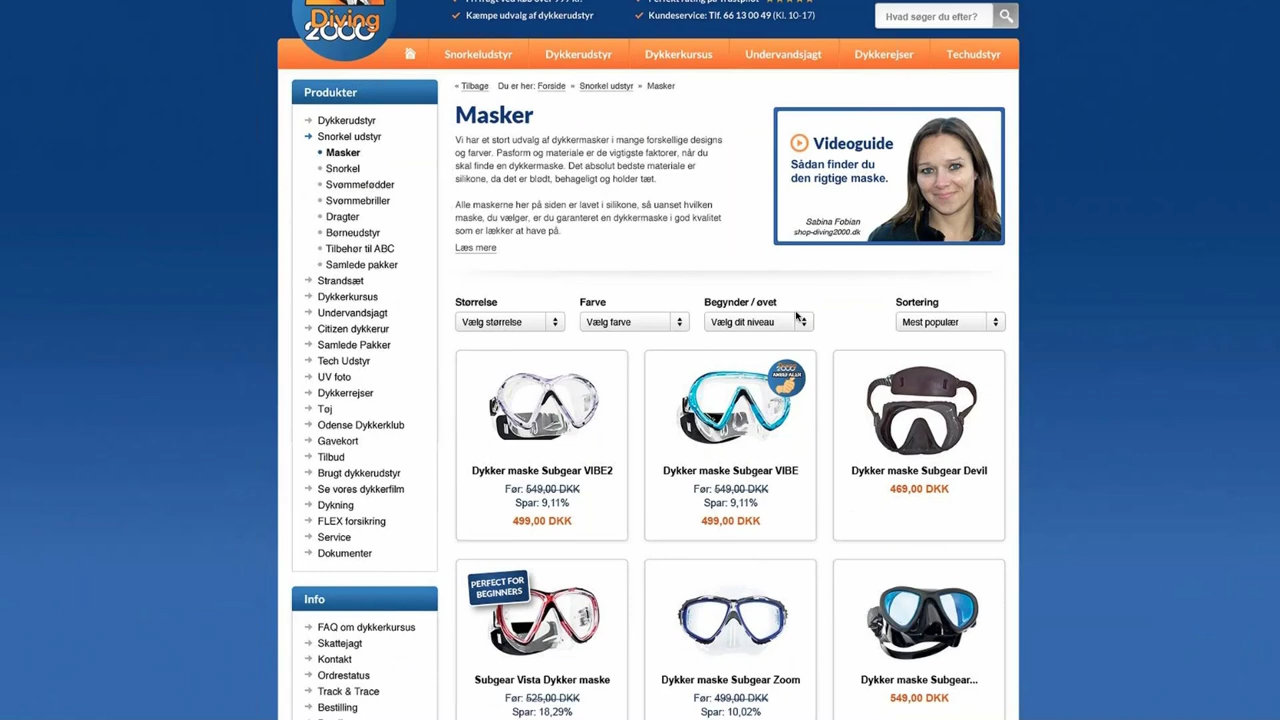 Diving
2000
Kæmpe udvalg af dykkerudstyr
Kundeservice: Tlf. 66 13 00 49 (Kl. 10-17)
Hvad søger du efter?
Snorkeludstyr
Dykkerudstyr
Dykkerkursus
Undervandsjagt
Dykkerejser
Techudstyr
Produkter
Dykkerudstyr
Snorkel udstyr
Masker
Snorkel
Svømmefødder
Svømmebriller
Dragter
Børneudstyr
Tilbehør til ABC
Samlede pakker
Strandsæt
Dykkerkursus
Undervandsjagt
Citizen dykkerur
Samlede Pakker
Tech Udstyr
UV foto
Dykkerrejser
Tøj
Odense Dykkerklub
Gavekort
Tilbud
Brugt dykkerudstyr
Se vores dykkerfilm
Dykning
FLEX forsikring
Service
Dokumenter
Info
FAQ om dykkerkursus
Skattejagt
Kontakt
Ordrestatus
Track & Trace
Bestilling
« Tilbage Du er her: Forside » Snorkel udstyr » Masker
Masker
Vi har et stort udvalg af dykkermasker i mange forskellige designs
og farver. Pasform og materiale er de vigtigste faktorer, når du
skal finde en dykkermaske. Det absolut bedste materiale er
silikone, da det er blødt, behageligt og holder tæt.
Alle maskerne her på siden er lavet i silikone, så uanset hvilken
maske, du vælger, er du garanteret en dykkermaske i god kvalitet
som er lækker at have på.
Læs mere
Videoguide
Sådan finder du
den rigtige maske.
Sabina Fobian
shop-diving2000.dk
Størrelse
Vælg størrelse
Farve
Vælg farve
Begynder / øvet
Vælg dit niveau
Sortering
Mest populær
Dykker maske Subgear VIBE2
Før: 549,00 DKK
Spar: 9,11%
499,00 DKK
2000
Dykker maske Subgear VIBE
Før: 549,00 DKK
Spar: 9,11%
499,00 DKK
Dykker maske Subgear Devil
469,00 DKK
PERFECT FOR
BEGINNERS
Subgear Vista Dykker maske
Før: 525,00 DKK
Spar: 18,29%
Dykker maske Subgear Zoom
Før: 499,00 DKK
Spar: 10,02%
Dykker maske Subgear...
549,00 DKK